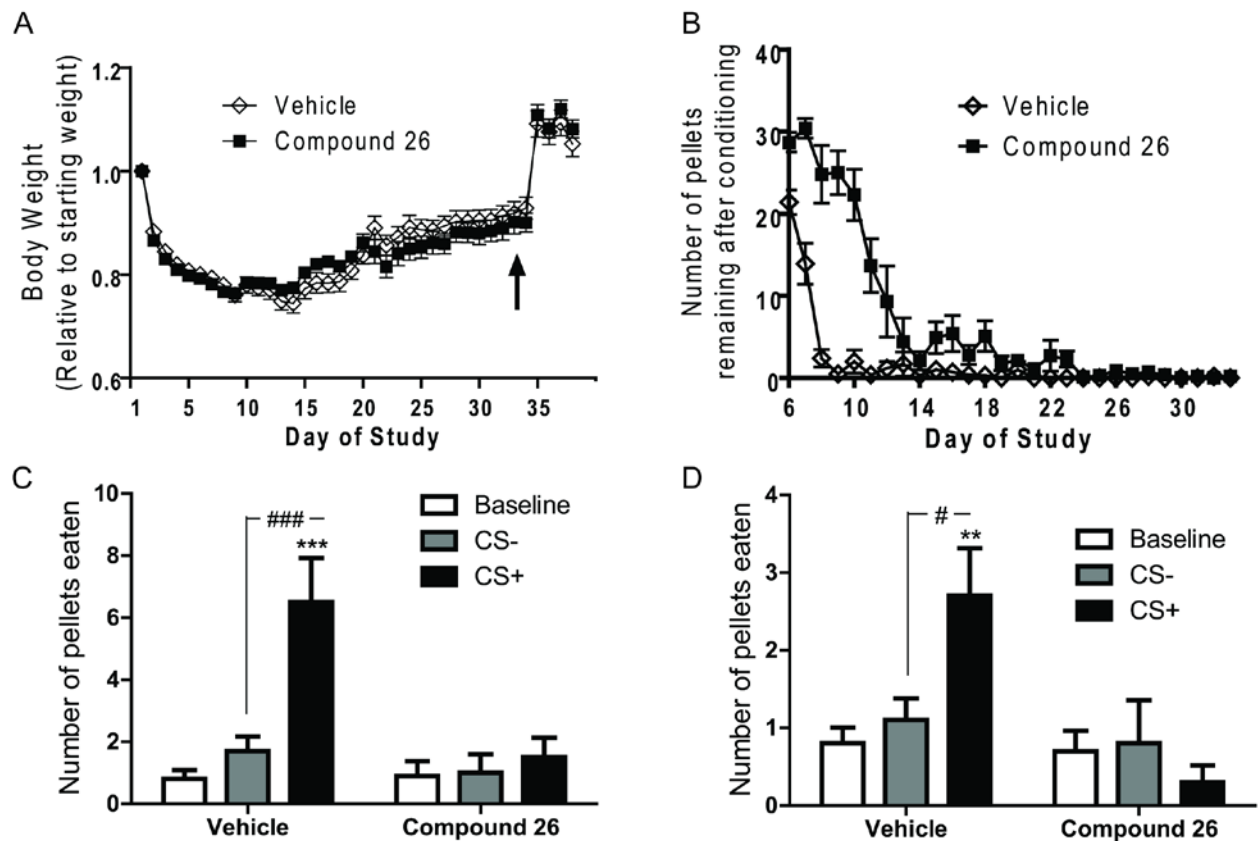 A
Body Weight
(Relative to starting weight)
1.2
1.0
0.8
0.6
Vehicle
Compound 26
1
5
10
15
20
25
30
35
Day of Study
B
Number of pellets
remaining after conditioning
40
30
20
10
0
Vehicle
Compound 26
6
10
14
18
22
26
30
Day of Study
C
Number of pellets eaten
10
8
6
4
2
0
###
***
Baseline
CS-
CS+
Vehicle
Compound 26
D
Number of pellets eaten
4
3
2
1
0
#
**
Baseline
CS-
CS+
Vehicle
Compound 26